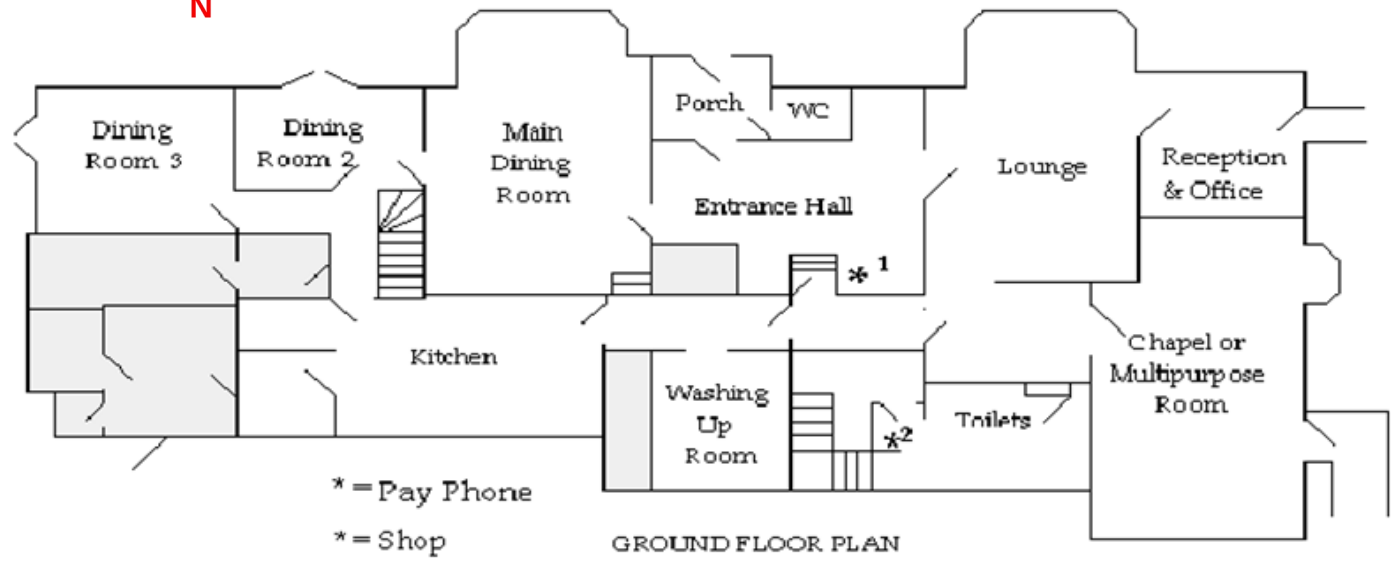 N
Dining
Room 3
Dining
Room 2
Main
Dining
Room
Porch
WC
Entrance Hall
* 1
Lounge
Reception
& Office
Kitchen
Washing
Up
Room
*2
Toilets
Chapel or
Multipurpose
Room
* = Pay Phone
* = Shop
GROUND FLOOR PLAN